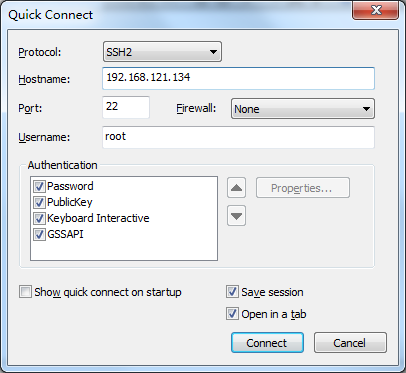 Quick Connect
Protocol: SSH2
Hostname: 192.168.121.134
Port: 22 Firewall: None
Username: root
Authentication
Password
PublicKey
Keyboard Interactive
GSSAPI
Properties...
Show quick connect on startup
Save session
Open in a tab
Connect Cancel